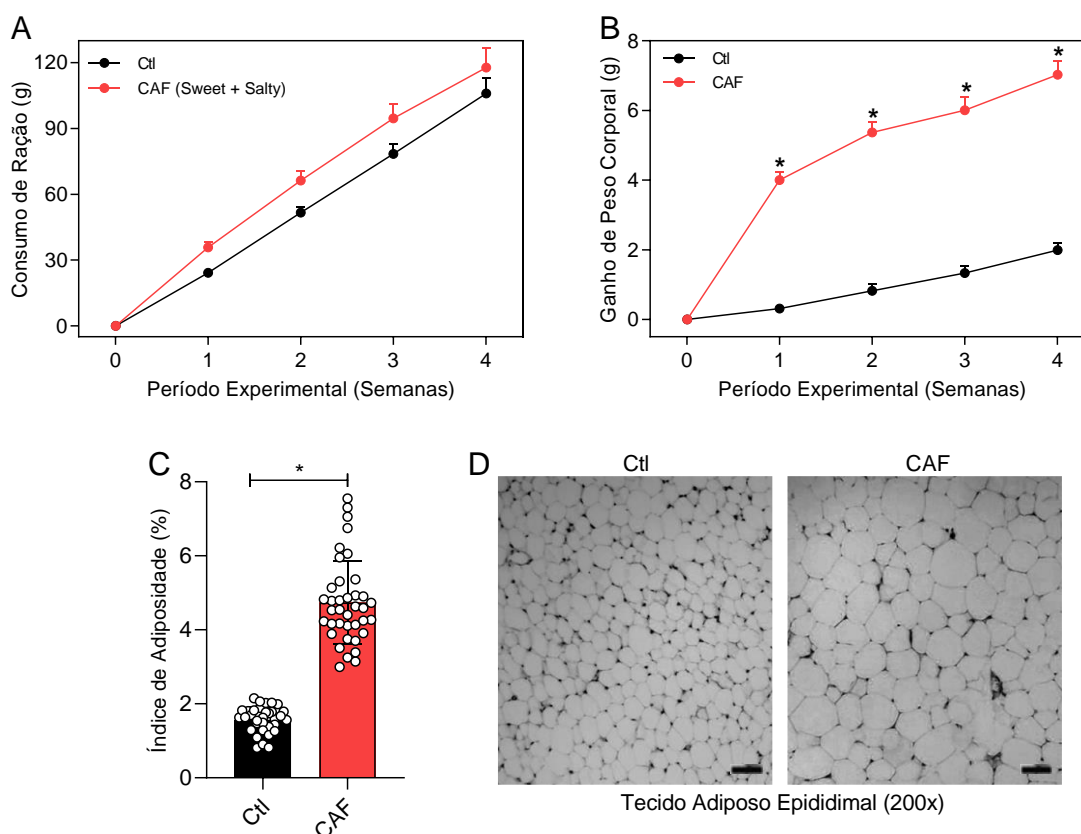 A
Ctl
CAF (Sweet + Salty)
Consumo de Ração (g)
120
90
60
30
0
0 1 2 3 4
Período Experimental (Semanas)
B
Ctl
CAF
Ganho de Peso Corporal (g)
8
6
4
2
0
* * * *
0 1 2 3 4
Período Experimental (Semanas)
C
*
Índice de Adiposidade (%)
8
6
4
2
0
Ctl CAF
D
Ctl CAF
Tecido Adiposo Epididimal (200x)